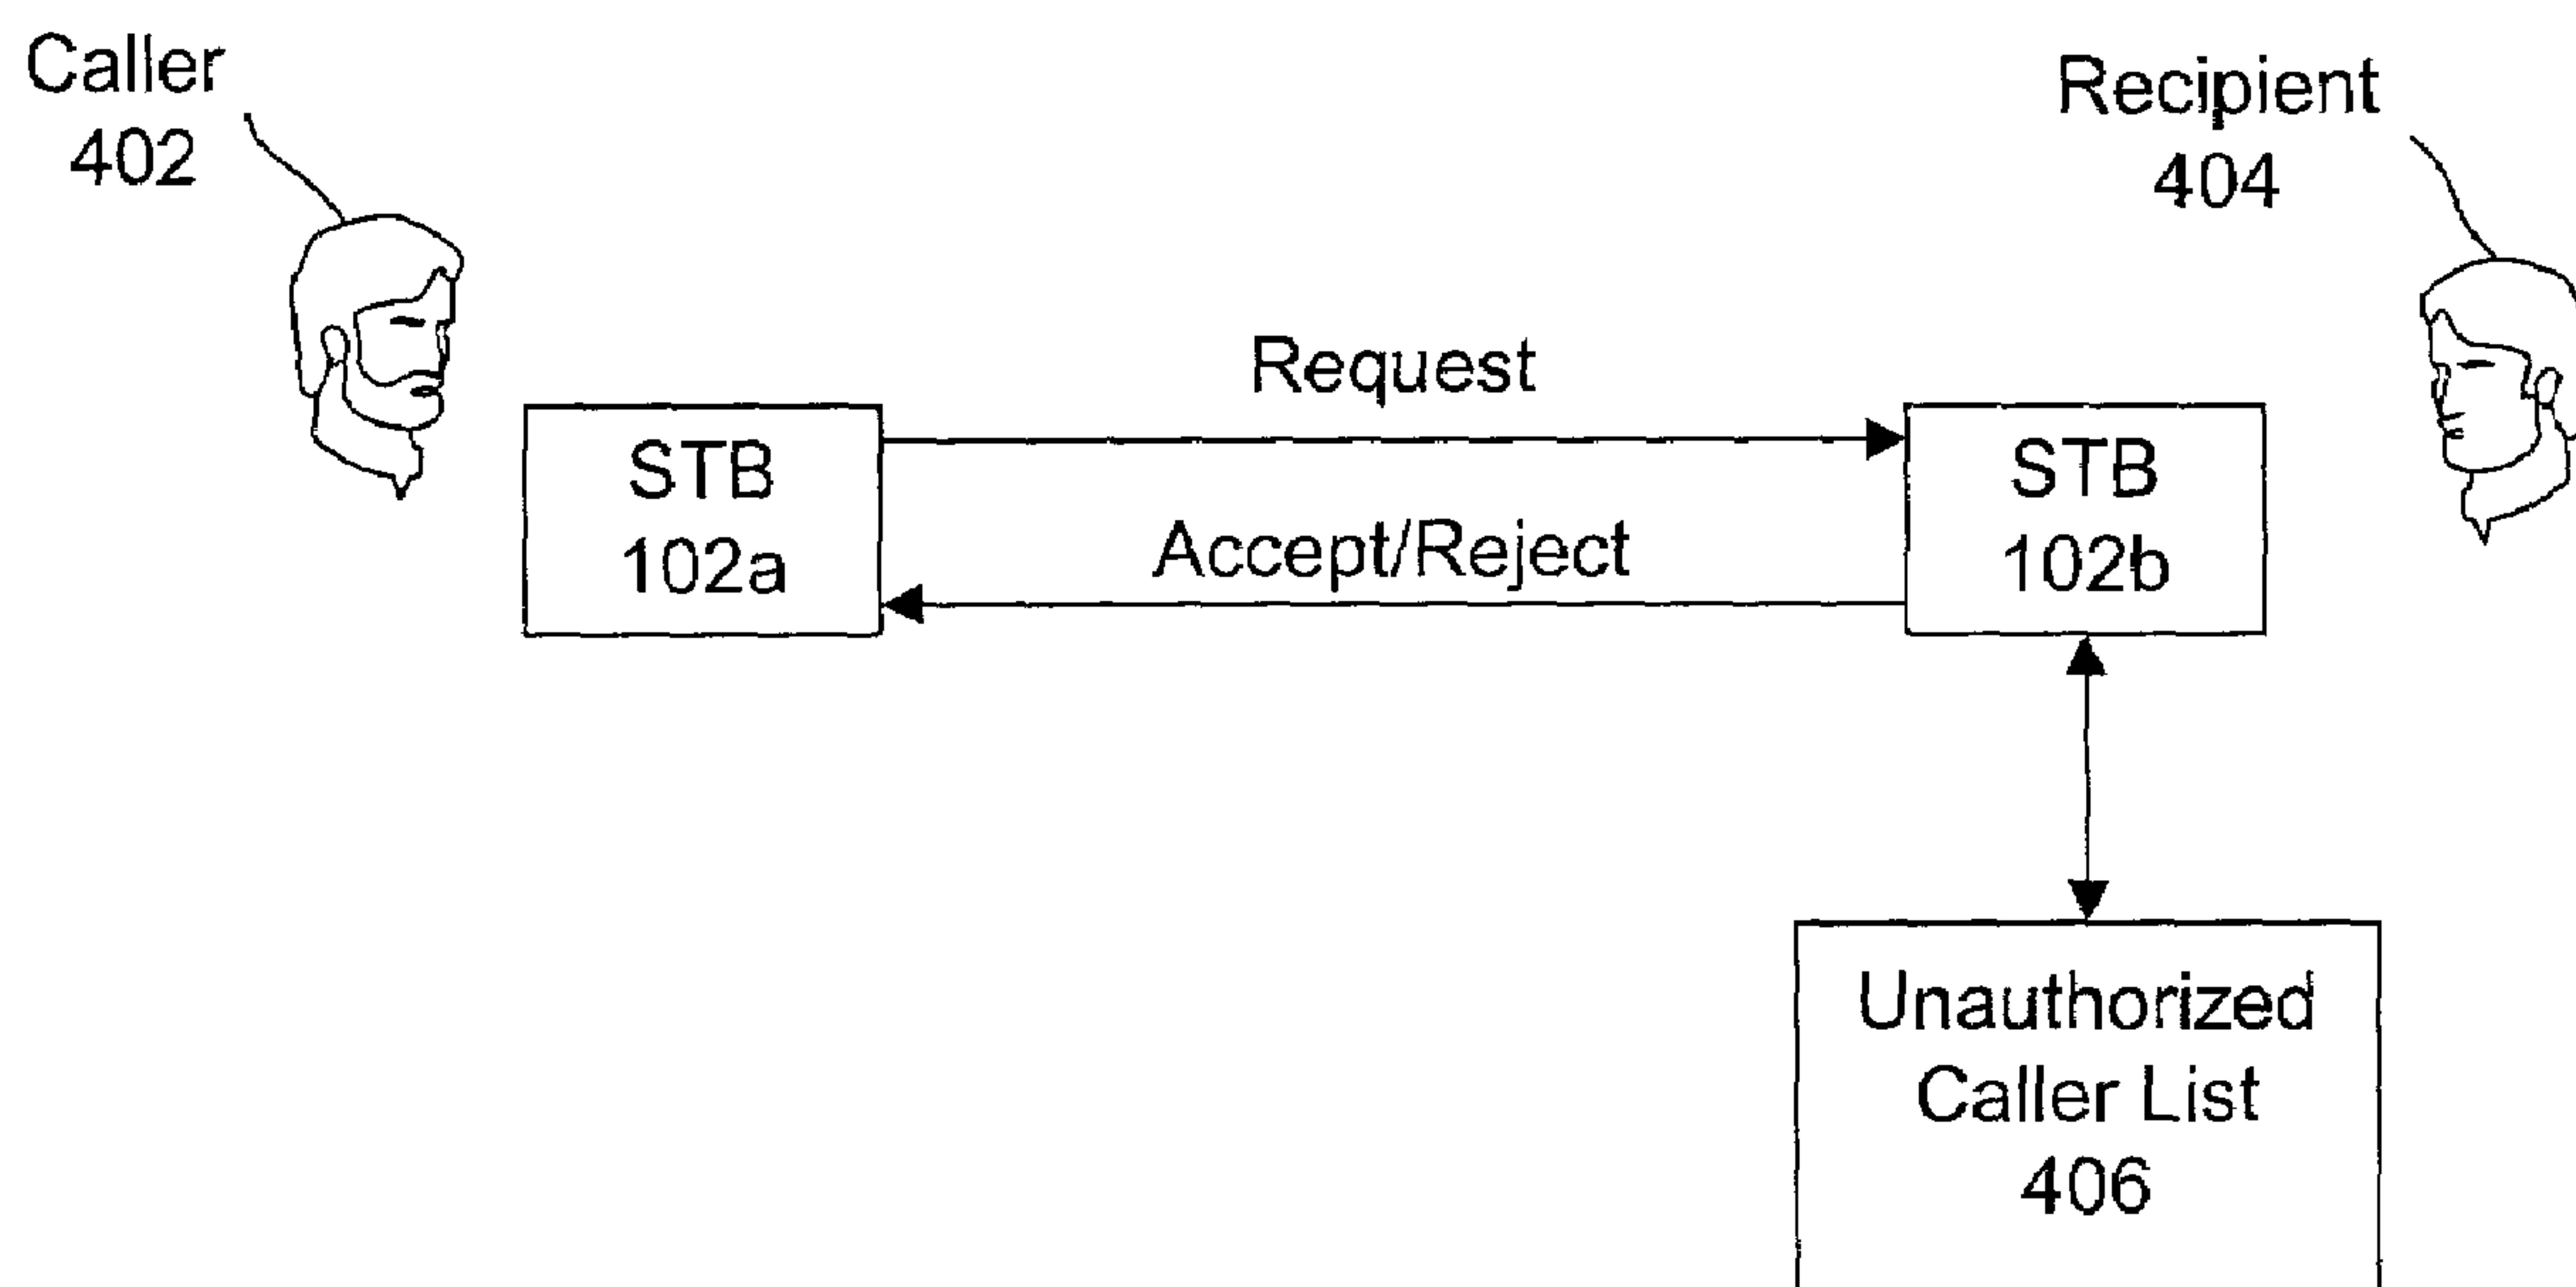 Caller
402
Recipient
404
Request
STB
102a
Accept/Reject
STB
102b
Unauthorized
Caller List
406